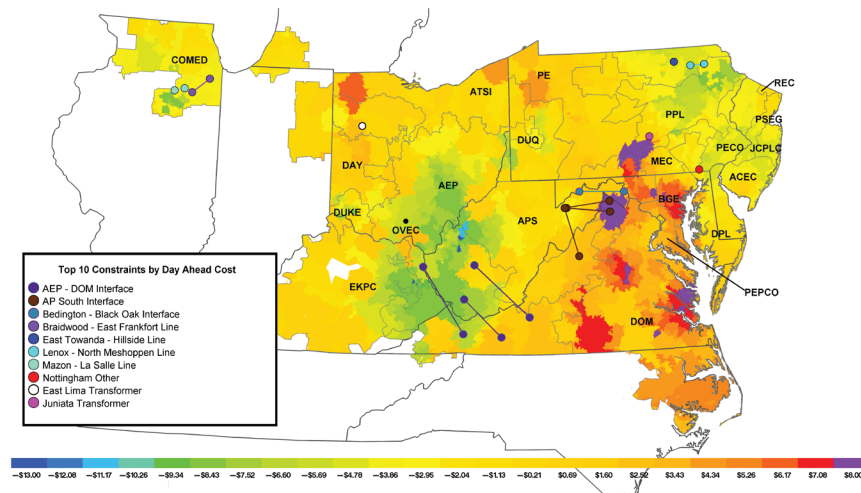 COMED
ATSI
PE
REC
PPL
PSEG
DUQ
PECO
JCPLC
MEC
DAY
ACEC
AEP
BGE
DUKE
APS
OVEC
DPL
Top 10 Constraints by Day Ahead Cost
AEP - DOM Interface
AP South Interface
Bedington - Black Oak Interface
Braidwood - East Frankfort Line
East Towanda - Hillside Line
Lenox - North Meshoppen Line
Mazon - La Salle Line
Nottingham Other
East Lima Transformer
Juniata Transformer
EKPC
PEPCO
DOM
–$13.00 –$12.08 –$11.17 –$10.26 –$9.34 –$8.43 –$7.52 –$6.60 –$5.69 –$4.78 –$3.86 –$2.95 –$2.04 –$1.13 –$0.21 $0.69 $1.60 $2.52 $3.43 $4.34 $5.26 $6.17 $7.08 $8.00